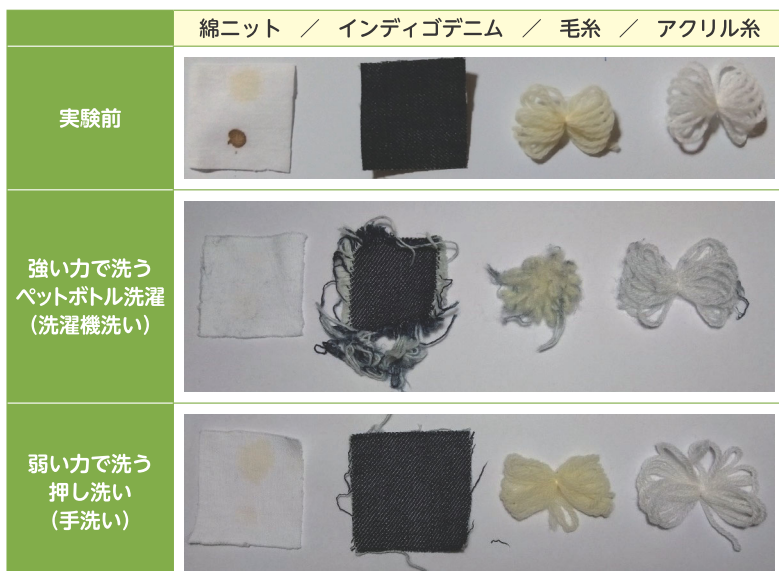 綿ニット ／ インディゴデニム ／ 毛糸 ／ アクリル糸
実験前
強い力で洗う
ペットボトル洗濯
（洗濯機洗い）
弱い力で洗う
押し洗い
（手洗い）